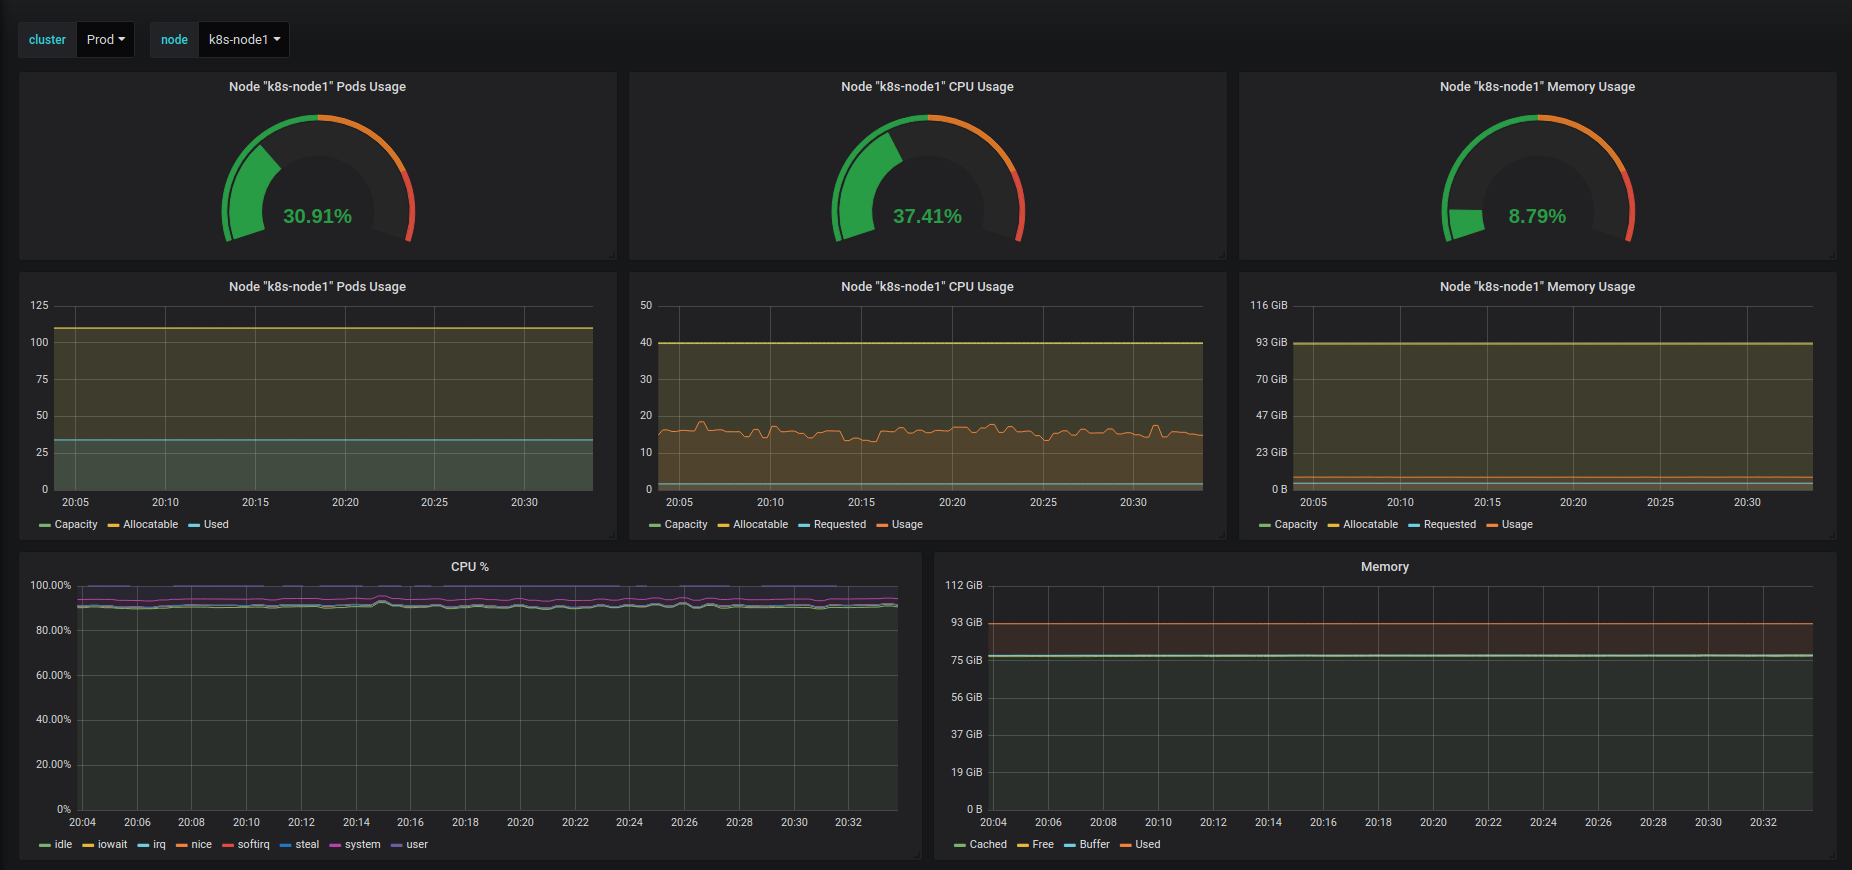 cluster Prod node k8s-node1
Node "k8s-node1" Pods Usage
30.91%
Node "k8s-node1" CPU Usage
37.41%
Node "k8s-node1" Memory Usage
8.79%
Node "k8s-node1" Pods Usage
125
100
75
50
25
0
20:05 20:10 20:15 20:20 20:25 20:30
Capacity Allocatable Used
Node "k8s-node1" CPU Usage
50
40
30
20
10
0
20:05 20:10 20:15 20:20 20:25 20:30
Capacity Allocatable Requested Usage
Node "k8s-node1" Memory Usage
116 GiB
93 GiB
70 GiB
47 GiB
23 GiB
0 B
20:05 20:10 20:15 20:20 20:25 20:30
Capacity Allocatable Requested Usage
CPU %
100.00%
80.00%
60.00%
40.00%
20.00%
0%
20:04 20:06 20:08 20:10 20:12 20:14 20:16 20:18 20:20 20:22 20:24 20:26 20:28 20:30 20:32
idle iowait irq nice softirq steal system user
Memory
112 GiB
93 GiB
75 GiB
56 GiB
37 GiB
19 GiB
0 B
20:04 20:06 20:08 20:10 20:12 20:14 20:16 20:18 20:20 20:22 20:24 20:26 20:28 20:30 20:32
Cached Free Buffer Used